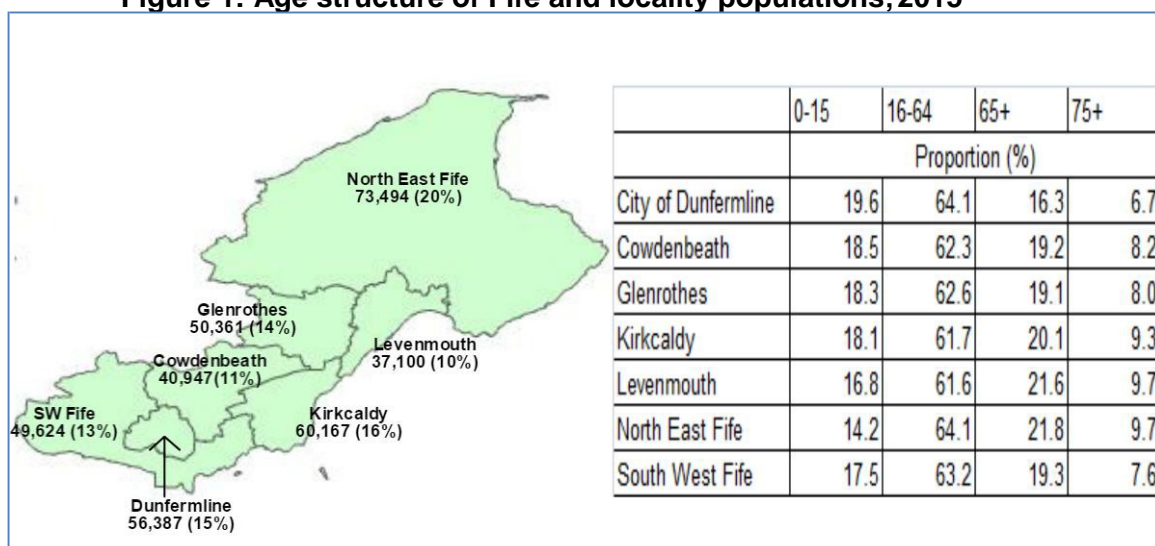 Figure 1: Age structure of Fife and locality populations, 2015
North East Fife
73,494 (20%)
Glenrothes
50,361 (14%)
Levenmouth
37,100 (10%)
Cowdenbeath
40,947(11%)
SW Fife
49,624 (13%)
Kirkcaldy
60,167 (16%)
Dunfermline
56,387 (15%)
0-15 16-64 65+ 75+
Proportion (%)
City of Dunfermline 19.6 64.1 16.3 6.7
Cowdenbeath 18.5 62.3 19.2 8.2
Glenrothes 18.3 62.6 19.1 8.0
Kirkcaldy 18.1 61.7 20.1 9.3
Levenmouth 16.8 61.6 21.6 9.7
North East Fife 14.2 64.1 21.8 9.7
South West Fife 17.5 63.2 19.3 7.6